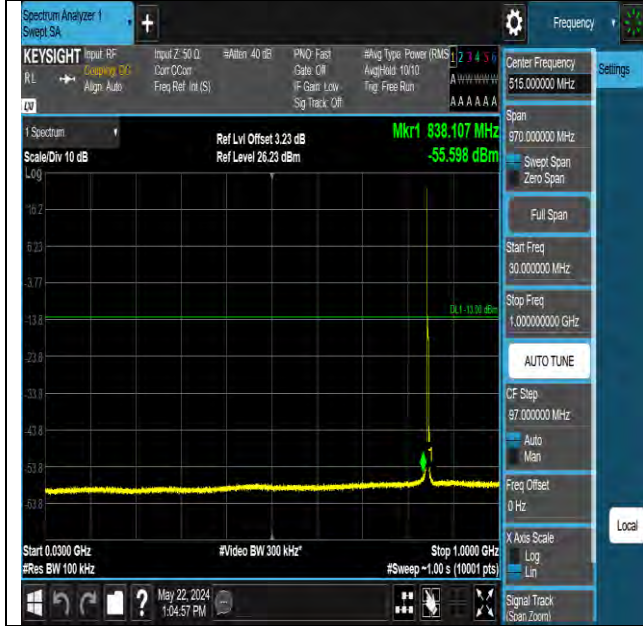 Spectrum Analyzer 1
Swept SA
Frequency
KEYSIGHT
Input: RF
Input Z: 50 Ω
#Atten: 40 dB
PNO: Fast
#Avg Type: Power (RMS
1 2 3 4 5 6
RL
Coupling: DC
Corr CCorr
Gate: Off
Avg|Hold: 10/10
Align: Auto
Freq Ref: Int (S)
IF Gain: Low
Trig: Free Run
A W W W W W
Sig Track: Off
A A A A A A
Center Frequency
515.000000 MHz
Settings
1 Spectrum
Ref Lvl Offset 3.23 dB
Mkr1 838.107 MHz
Scale/Div 10 dB
Ref Level 26.23 dBm
-55.598 dBm
Log
Span
970.000000 MHz
Swept Span
Zero Span
Full Span
16.2
6.23
-3.77
-13.8
-23.8
-33.8
-43.8
-53.8
-63.8
DL1 -13.00 dBm
1
Start Freq
30.000000 MHz
Stop Freq
1.000000000 GHz
AUTO TUNE
CF Step
97.000000 MHz
Auto
Man
Freq Offset
0 Hz
Local
X Axis Scale
Log
Lin
Signal Track
(Span Zoom)
Start 0.0300 GHz
#Video BW 300 kHz*
Stop 1.0000 GHz
#Res BW 100 kHz
#Sweep ~1.00 s (10001 pts)
?
May 22, 2024
1:04:57 PM